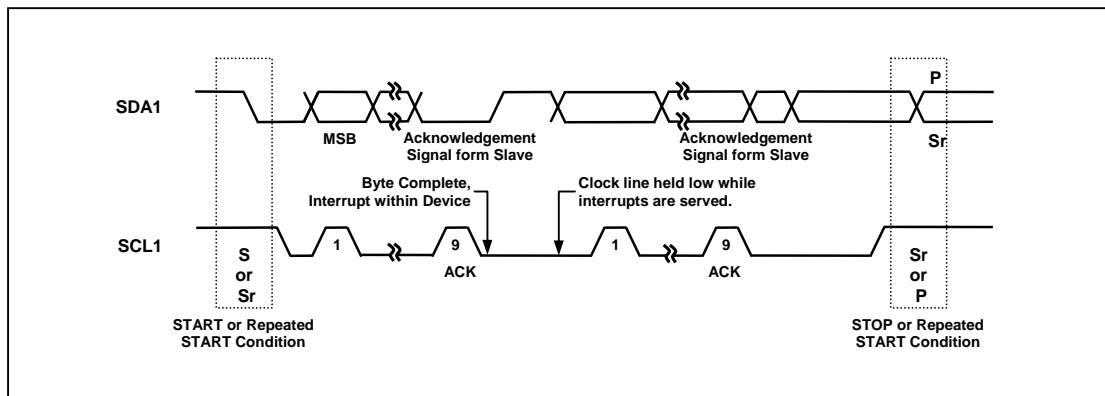 P
SDA1
Sr
MSB
Acknowledgement
Signal form Slave
Acknowledgement
Signal form Slave
Byte Complete,
Interrupt within Device
Clock line held low while
interrupts are served.
SCL1
1
9
1
9
ACK
ACK
S
or
Sr
Sr
or
P
START or Repeated
START Condition
STOP or Repeated
START Condition